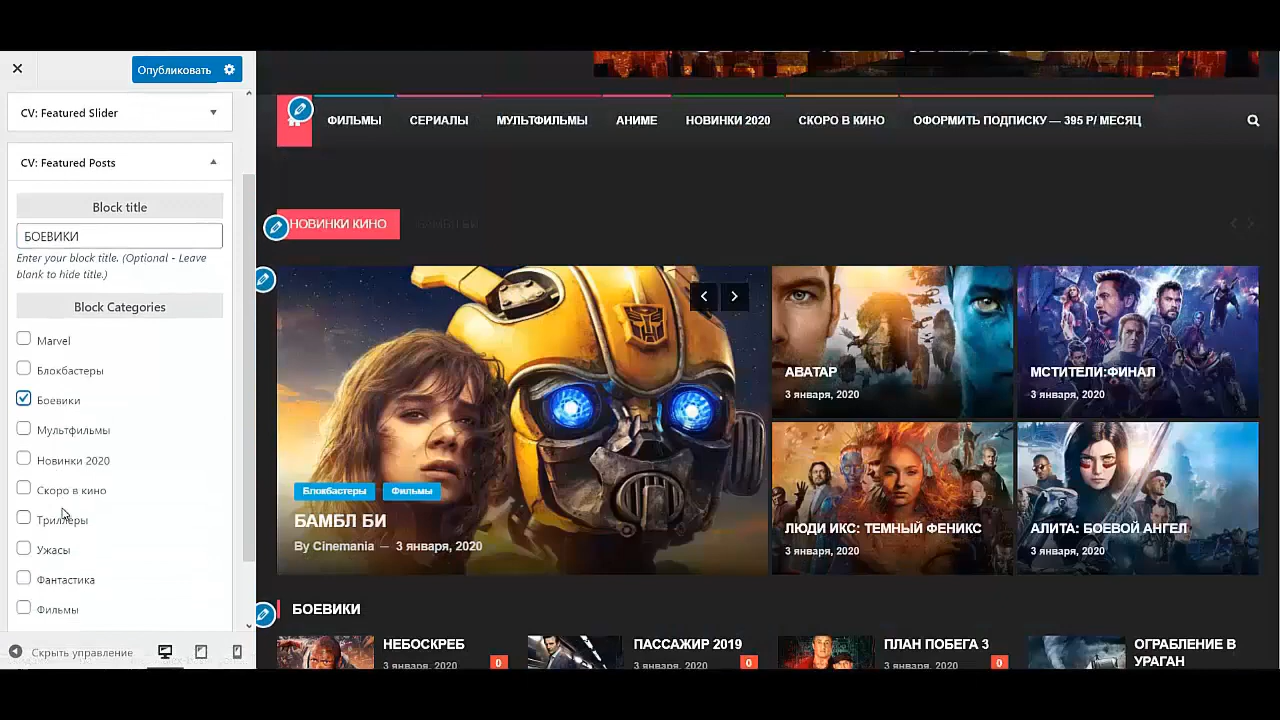 Опубликовать
CV: Featured Slider
CV: Featured Posts
Block title
БОЕВИКИ
Enter your block title. (Optional - Leave
blank to hide title.)
Block Categories
Marvel
Блокбастеры
Боевики
Мультфильмы
Новинки 2020
Скоро в кино
Триллеры
Ужасы
Фантастика
Фильмы
Скрыть управление
ФИЛЬМЫ
СЕРИАЛЫ
МУЛЬТФИЛЬМЫ
АНИМЕ
НОВИНКИ 2020
СКОРО В КИНО
ОФОРМИТЬ ПОДПИСКУ — 395 Р/ МЕСЯЦ
НОВИНКИ КИНО
Блокбастеры
Фильмы
БАМБЛ БИ
By Cinemania — 3 января, 2020
АВАТАР
3 января, 2020
МСТИТЕЛИ:ФИНАЛ
3 января, 2020
ЛЮДИ ИКС: ТЕМНЫЙ ФЕНИКС
3 января, 2020
АЛИТА: БОЕВОЙ АНГЕЛ
3 января, 2020
БОЕВИКИ
НЕБОСКРЕБ
3 января, 2020
0
ПАССАЖИР 2019
3 января, 2020
0
ПЛАН ПОБЕГА 3
3 января, 2020
0
ОГРАБЛЕНИЕ В
УРАГАН